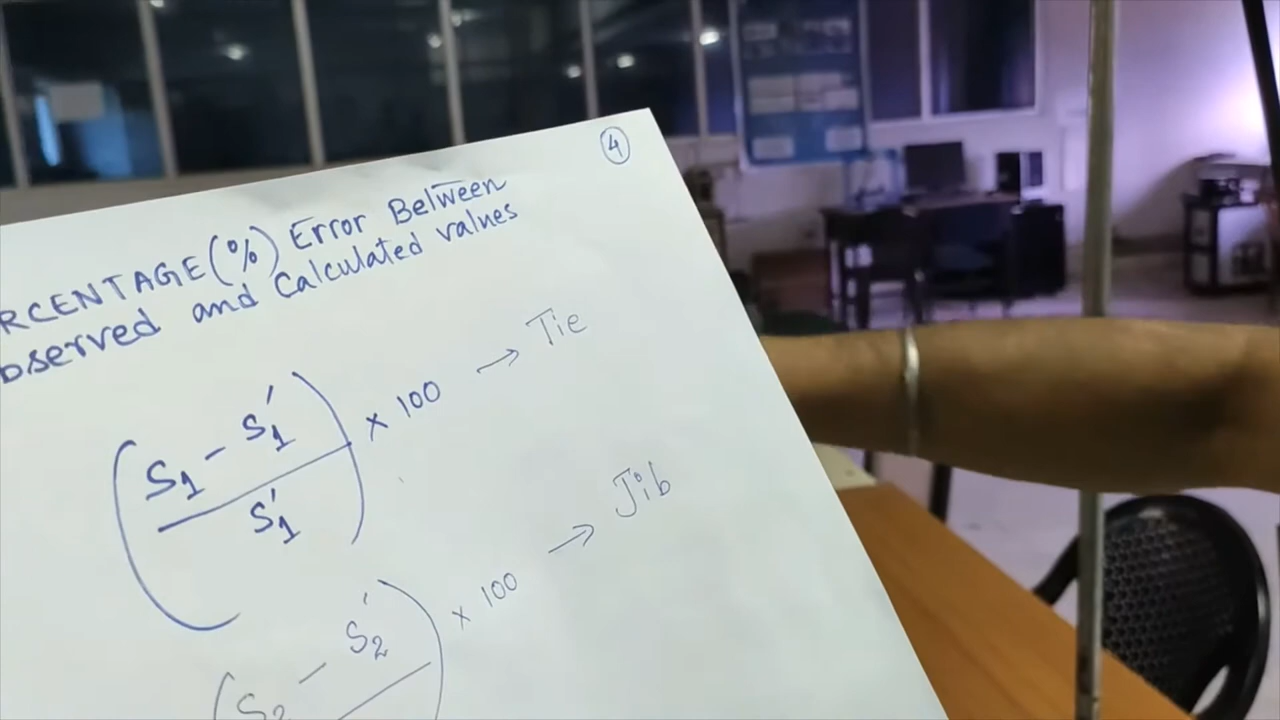 ④
RCENTAGE (%) Error Between
bserved and Calculated values
(S₁ - S₁′ / S₁′) × 100 → Tie
(S₂ - S₂′ × 100 → Jib